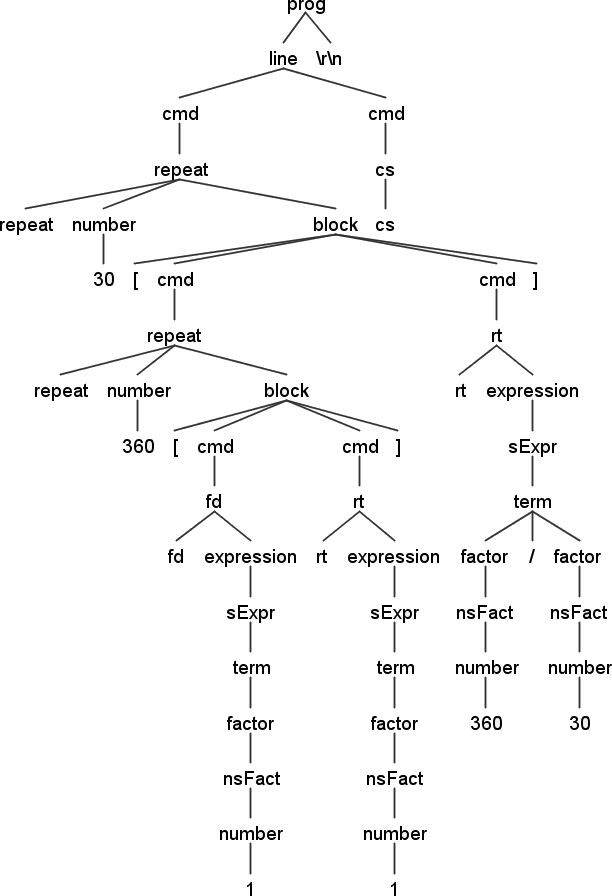 prog
line \r\n
cmd cmd
repeat cs
repeat number block cs
30 [ cmd cmd ]
repeat rt
repeat number block rt expression
360 [ cmd cmd ] sExpr
fd rt term
fd expression rt expression factor / factor
sExpr sExpr nsFact nsFact
term term number number
factor factor 360 30
nsFact nsFact
number number
1 1